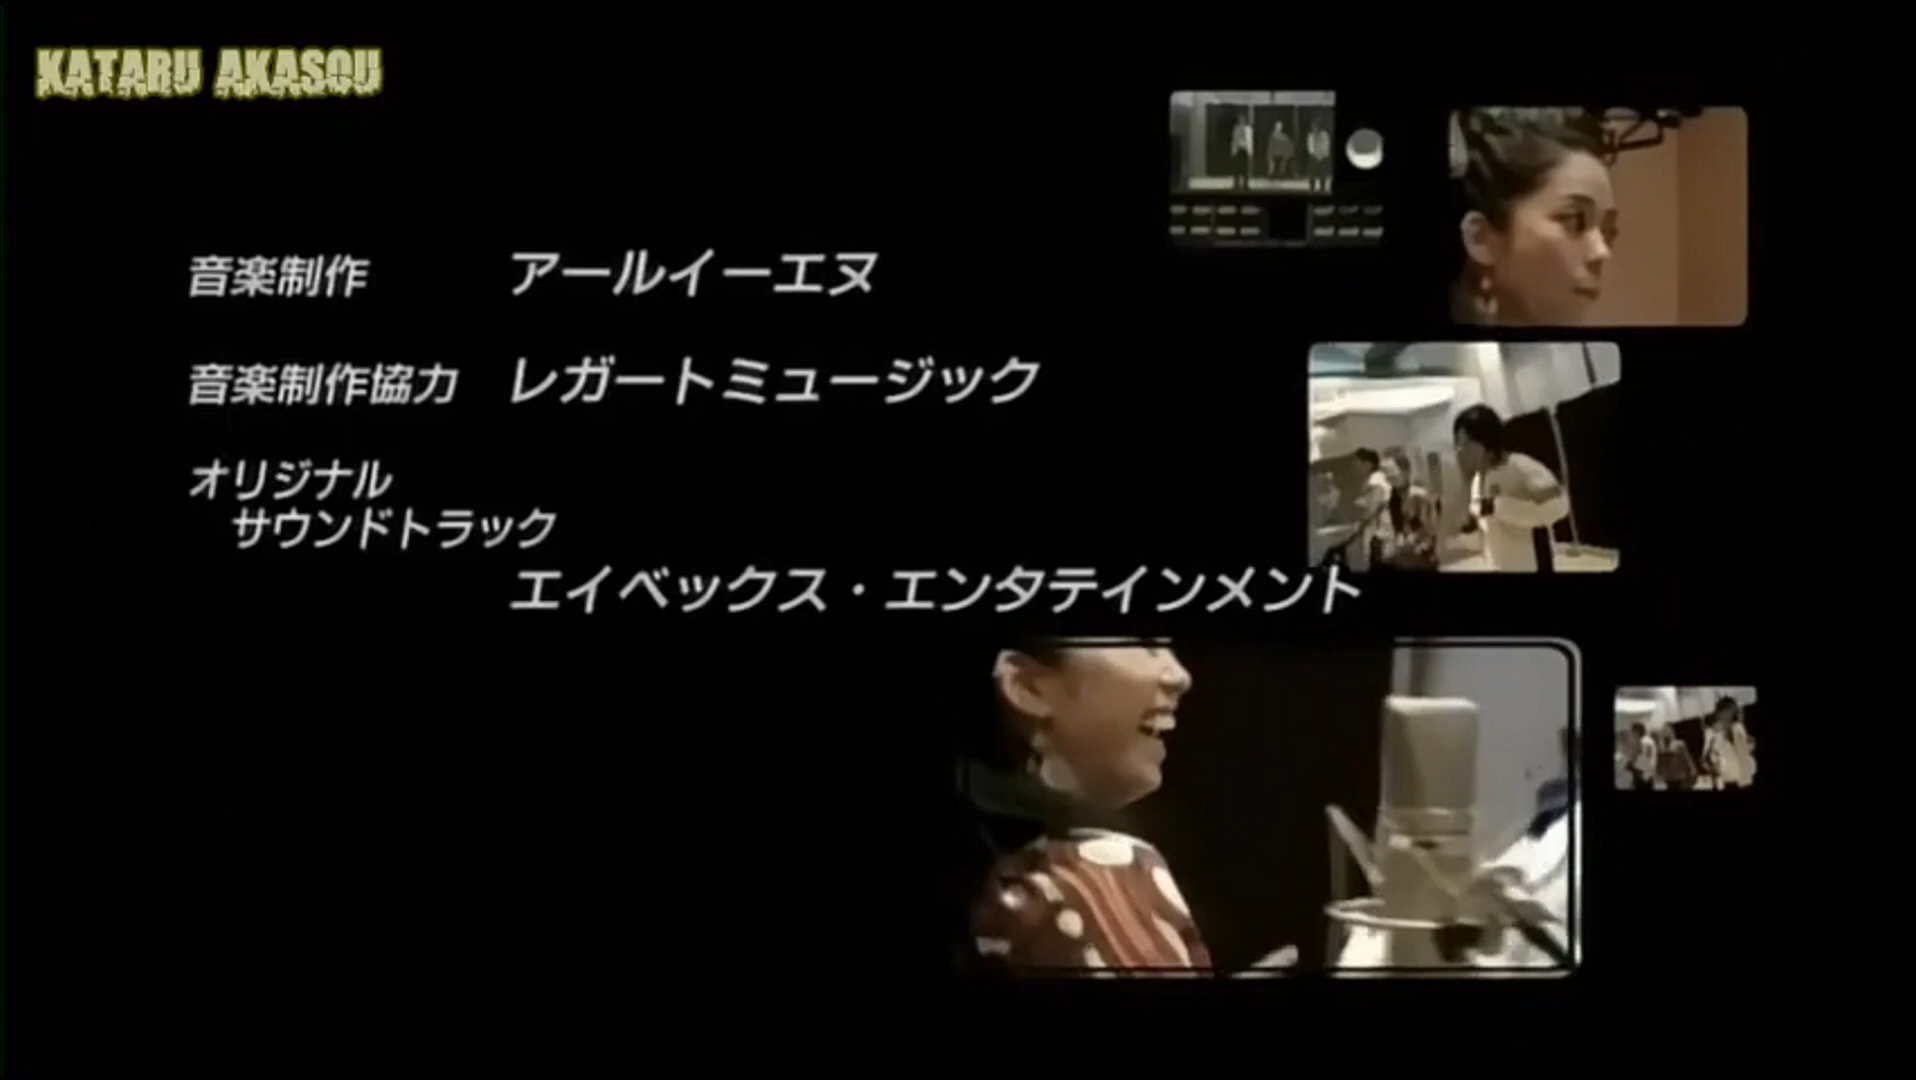 KATARU AKASOU
音楽制作 アールイーエヌ
音楽制作協力 レガートミュージック
オリジナル
サウンドトラック
エイベックス・エンタテインメント